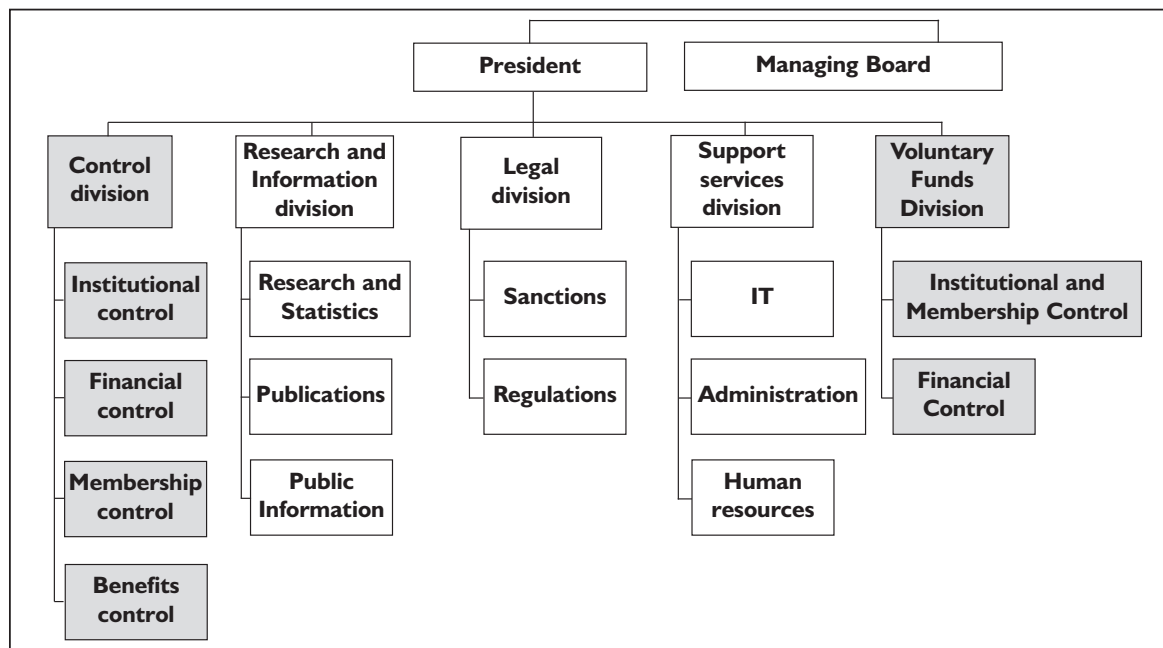 President
Managing Board
Control
division
Research and
Information
division
Legal
division
Support
services
division
Voluntary
Funds
Division
Institutional
control
Financial
control
Membership
control
Benefits
control
Research and
Statistics
Publications
Public
Information
Sanctions
Regulations
IT
Administration
Human
resources
Institutional and
Membership Control
Financial
Control